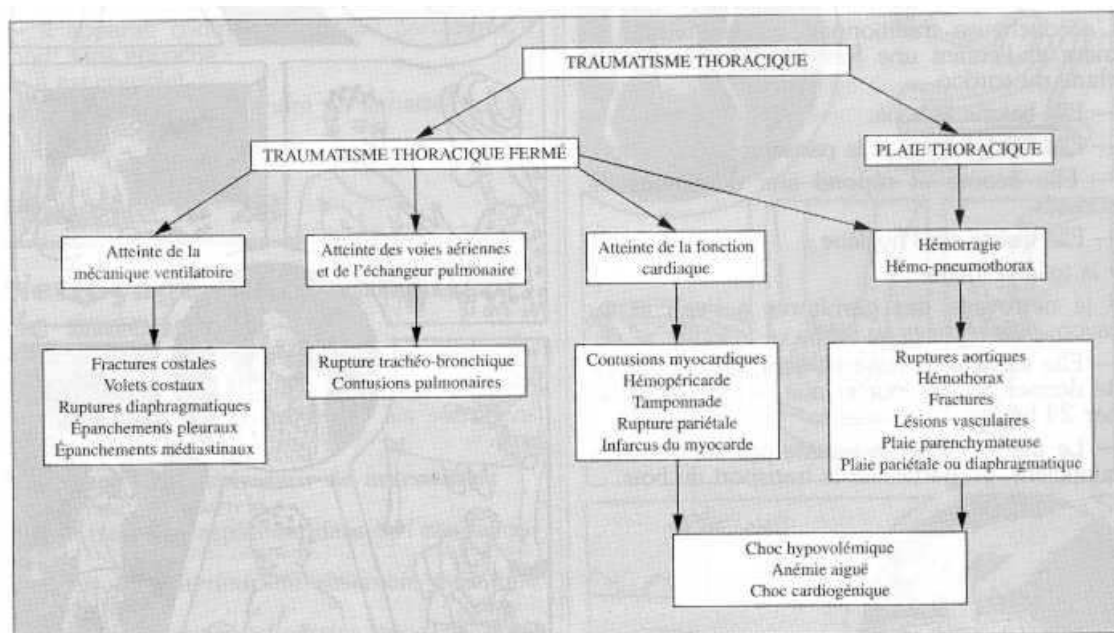 TRAUMATISME THORACIQUE
TRAUMATISME THORACIQUE FERMÉ
PLAIE THORACIQUE
Atteinte de la
mécanique ventilatoire
Atteinte des voies aériennes
et de l'échangeur pulmonaire
Atteinte de la fonction
cardiaque
Hémorragie
Hémo-pneumothorax
Fractures costales
Volets costaux
Ruptures diaphragmatiques
Épanchements pleuraux
Épanchements médiastinaux
Rupture trachéo-bronchique
Contusions pulmonaires
Contusions myocardiques
Hémopéricarde
Tamponnade
Rupture pariétale
Infarcus du myocarde
Ruptures aortiques
Hémothorax
Fractures
Lésions vasculaires
Plaie parenchymateuse
Plaie pariétale ou diaphragmatique
Choc hypovolémique
Anémie aiguë
Choc cardiogénique